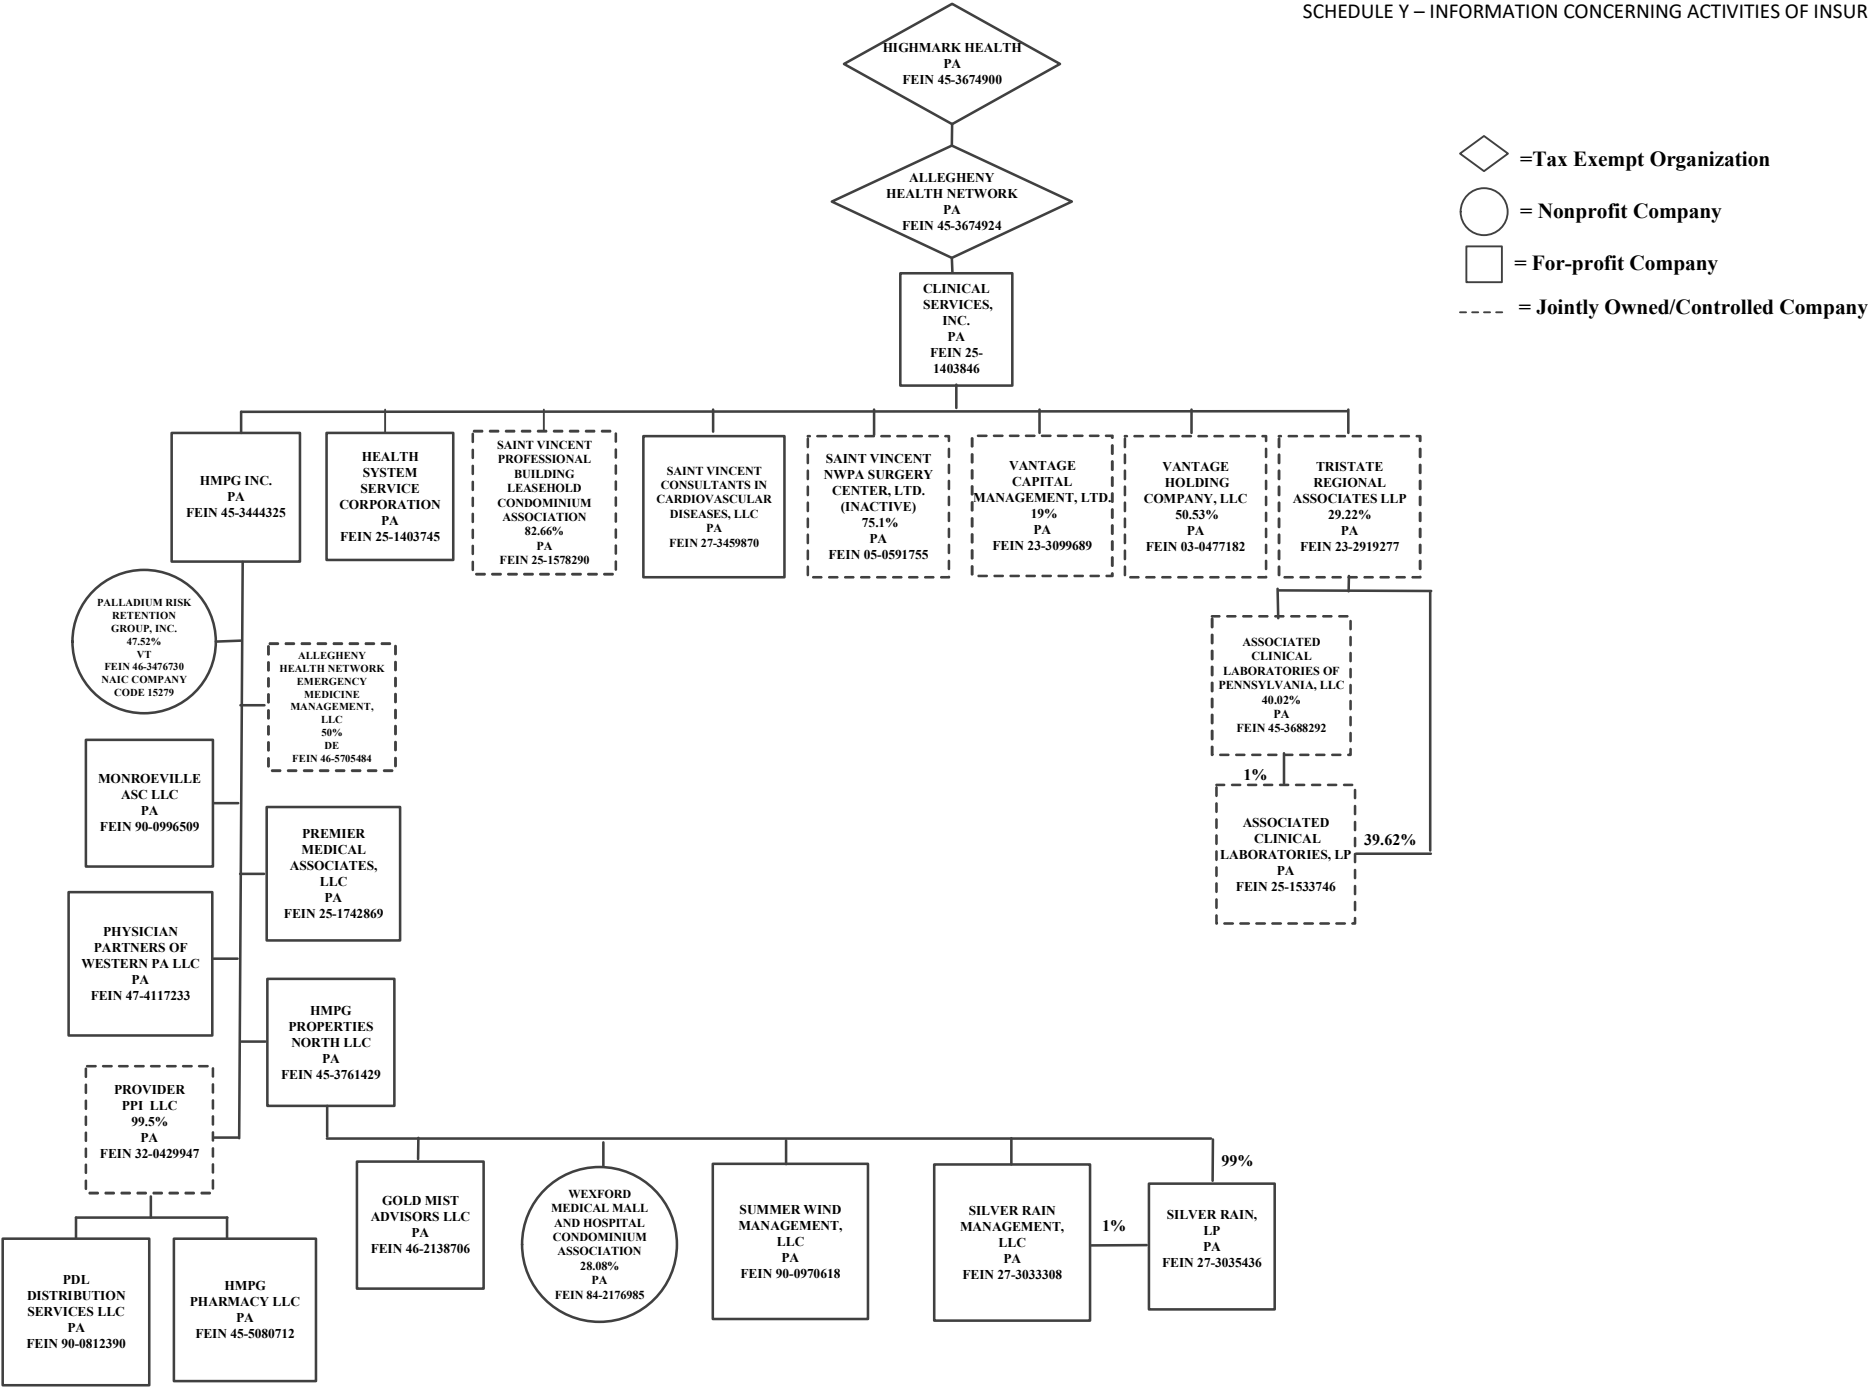 SCHEDULE Y – INFORMATION CONCERNING ACTIVITIES OF INSUR
HIGHMARK HEALTH
PA
FEIN 45-3674900
ALLEGHENY
HEALTH NETWORK
PA
FEIN 45-3674924
=Tax Exempt Organization
= Nonprofit Company
= For-profit Company
= Jointly Owned/Controlled Company
CLINICAL
SERVICES,
INC.
PA
FEIN 25-
1403846
HMPG INC.
PA
FEIN 45-3444325
HEALTH
SYSTEM
SERVICE
CORPORATION
PA
FEIN 25-1403745
SAINT VINCENT
PROFESSIONAL
BUILDING
LEASEHOLD
CONDOMINIUM
ASSOCIATION
82.66%
PA
FEIN 25-1578290
SAINT VINCENT
CONSULTANTS IN
CARDIOVASCULAR
DISEASES, LLC
PA
FEIN 27-3459870
SAINT VINCENT
NWPA SURGERY
CENTER, LTD.
(INACTIVE)
75.1%
PA
FEIN 05-0591755
VANTAGE
CAPITAL
MANAGEMENT, LTD.
19%
PA
FEIN 23-3099689
VANTAGE
HOLDING
COMPANY, LLC
50.53%
PA
FEIN 03-0477182
TRISTATE
REGIONAL
ASSOCIATES LLP
29.22%
PA
FEIN 23-2919277
PALLADIUM RISK
RETENTION
GROUP, INC.
47.52%
VT
FEIN 46-3476730
NAIC COMPANY
CODE 15279
ALLEGHENY
HEALTH NETWORK
EMERGENCY
MEDICINE
MANAGEMENT,
LLC
50%
DE
FEIN 46-5705484
ASSOCIATED
CLINICAL
LABORATORIES OF
PENNSYLVANIA, LLC
40.02%
PA
FEIN 45-3688292
1%
ASSOCIATED
CLINICAL
LABORATORIES, LP
PA
FEIN 25-1533746
39.62%
MONROEVILLE
ASC LLC
PA
FEIN 90-0996509
PREMIER
MEDICAL
ASSOCIATES,
LLC
PA
FEIN 25-1742869
PHYSICIAN
PARTNERS OF
WESTERN PA LLC
PA
FEIN 47-4117233
HMPG
PROPERTIES
NORTH LLC
PA
FEIN 45-3761429
PROVIDER
PPI LLC
99.5%
PA
FEIN 32-0429947
GOLD MIST
ADVISORS LLC
PA
FEIN 46-2138706
WEXFORD
MEDICAL MALL
AND HOSPITAL
CONDOMINIUM
ASSOCIATION
28.08%
PA
FEIN 84-2176985
SUMMER WIND
MANAGEMENT,
LLC
PA
FEIN 90-0970618
SILVER RAIN
MANAGEMENT,
LLC
PA
FEIN 27-3033308
1%
99%
SILVER RAIN,
LP
PA
FEIN 27-3035436
PDL
DISTRIBUTION
SERVICES LLC
PA
FEIN 90-0812390
HMPG
PHARMACY LLC
PA
FEIN 45-5080712